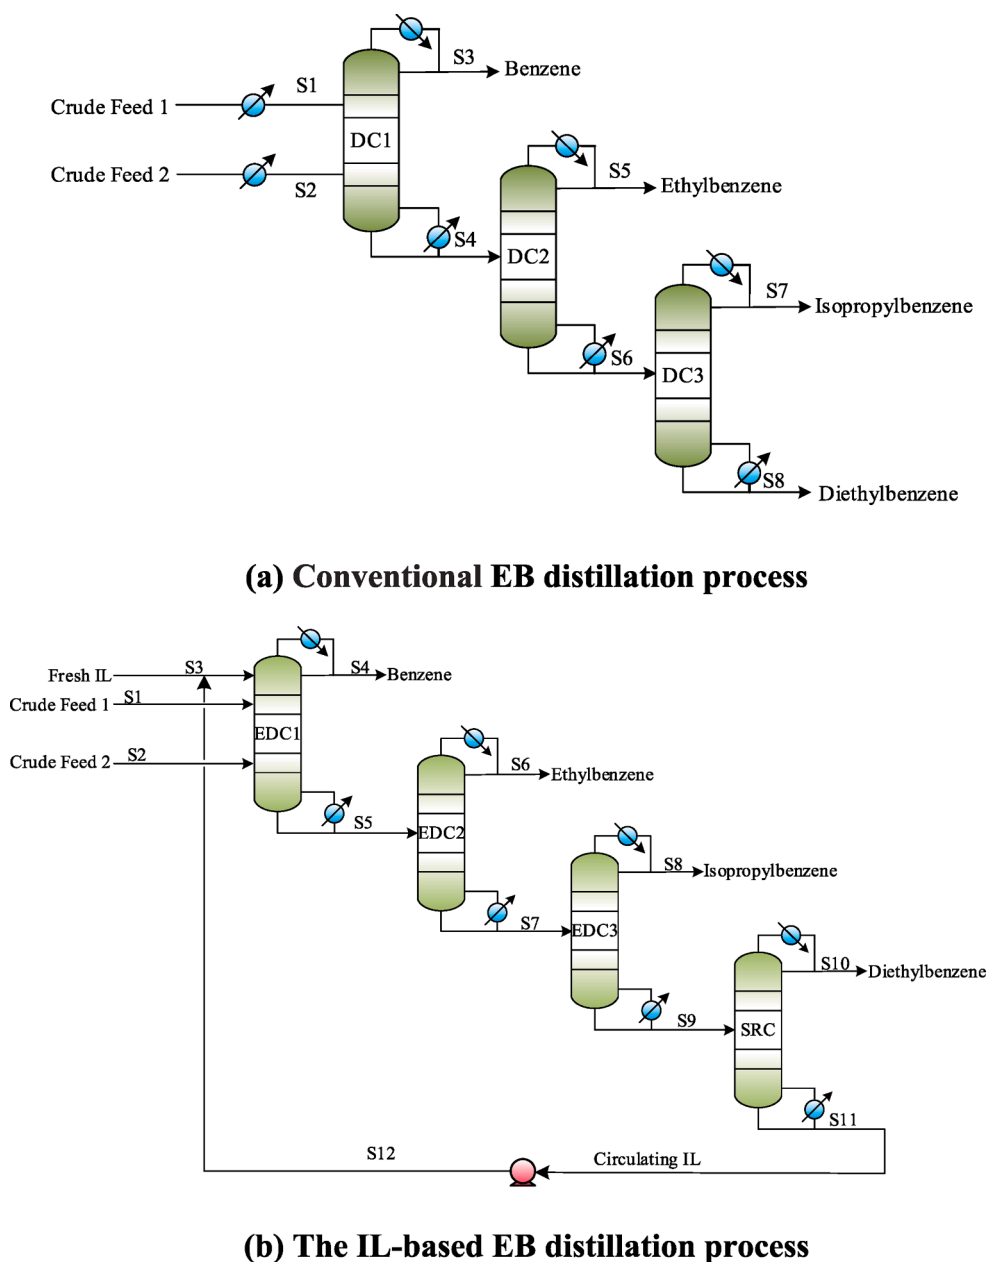 S3
Benzene
S1
Crude Feed 1
DC1
Crude Feed 2
S2
S5
Ethylbenzene
S4
DC2
S7
Isopropylbenzene
S6
DC3
S8
Diethylbenzene
(a) Conventional EB distillation process
Fresh IL
S3
S4
Benzene
Crude Feed 1
S1
EDC1
Crude Feed 2
S2
S6
Ethylbenzene
S5
EDC2
S8
Isopropylbenzene
S7
EDC3
S10
Diethylbenzene
S9
SRC
S11
S12
Circulating IL
(b) The IL-based EB distillation process